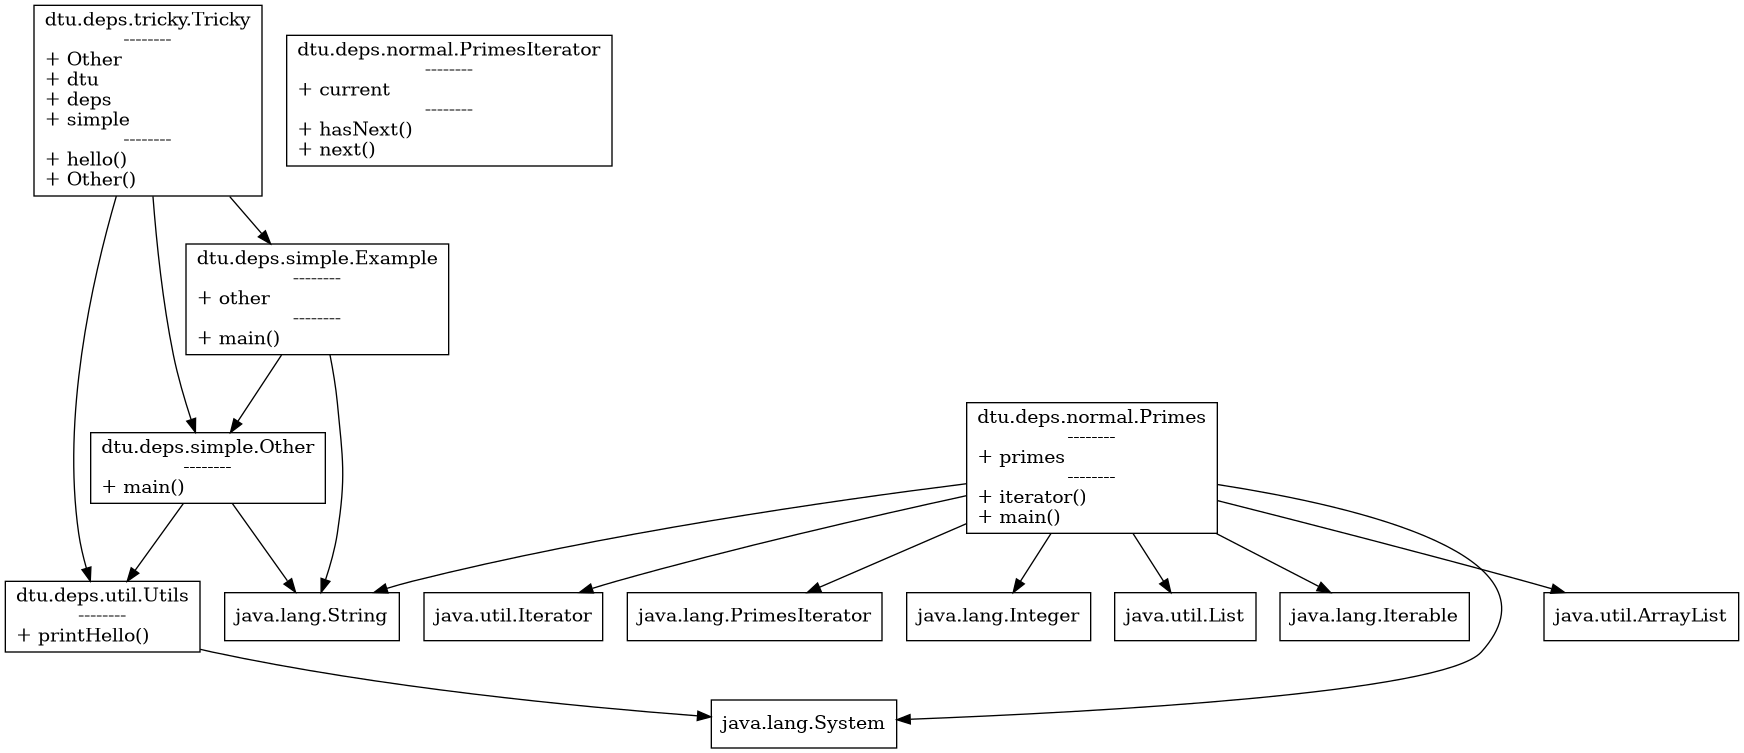 dtu.deps.tricky.Tricky
--------
+ Other
+ dtu
+ deps
+ simple
--------
+ hello()
+ Other()
dtu.deps.normal.PrimesIterator
--------
+ current
--------
+ hasNext()
+ next()
dtu.deps.simple.Example
--------
+ other
--------
+ main()
dtu.deps.simple.Other
--------
+ main()
dtu.deps.normal.Primes
--------
+ primes
--------
+ iterator()
+ main()
dtu.deps.util.Utils
--------
+ printHello()
java.lang.String
java.util.Iterator
java.lang.PrimesIterator
java.lang.Integer
java.util.List
java.lang.Iterable
java.util.ArrayList
java.lang.System